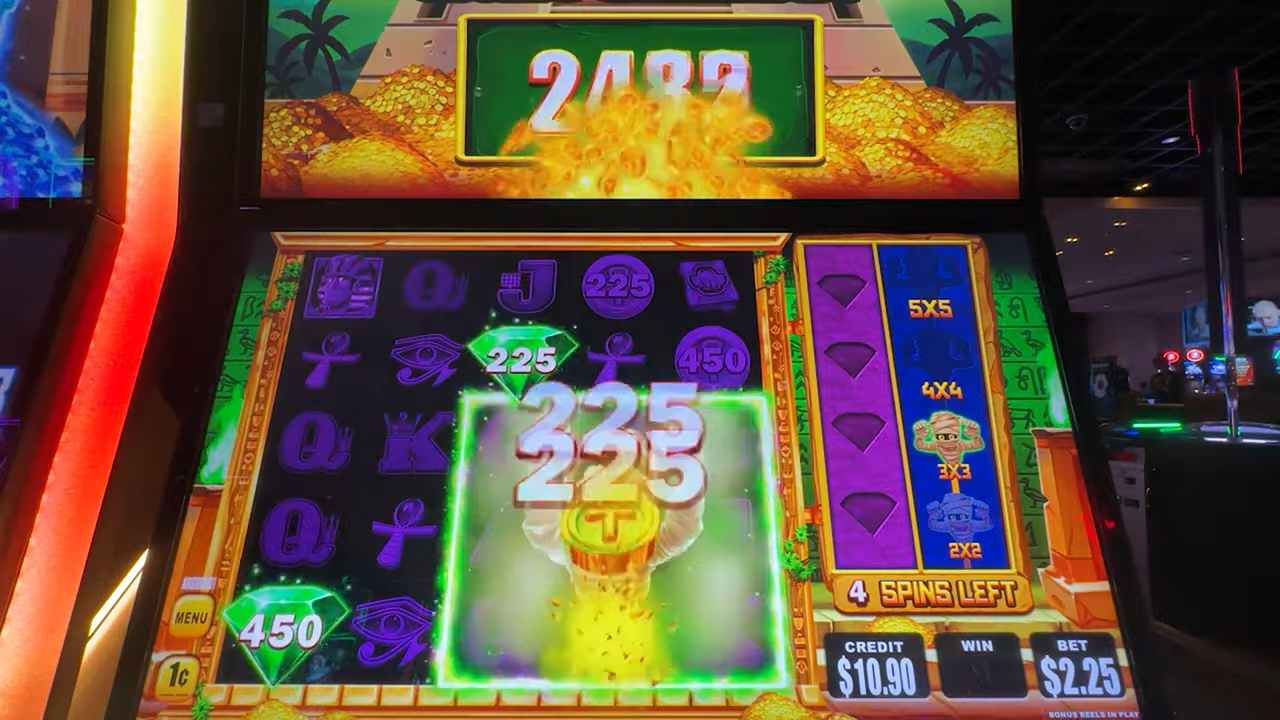 Q
J
225
225
450
225
225
Q
K
Q
T
450
5X5
4X4
3X3
2X2
4 SPINS LEFT
MENU
1¢
CREDIT
$10.90
WIN
BET
$2.25
BONUS REELS IN PLAY